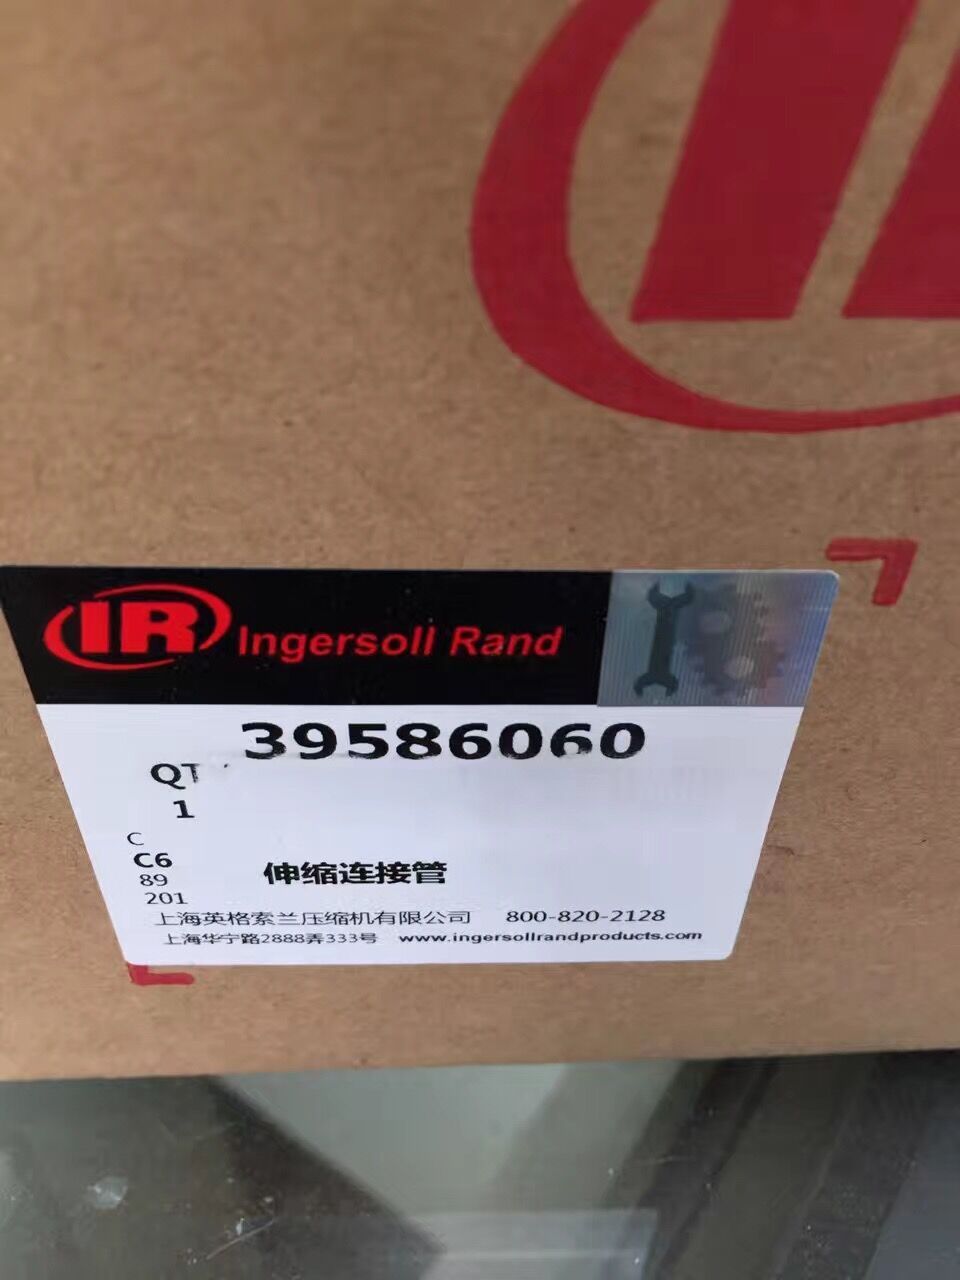 IR
IR Ingersoll Rand
39586060
QT
1
C
C6
89
201
伸缩连接管
上海英格索兰压缩机有限公司 800-820-2128
上海华宁路2888弄333号 www.ingersollrandproducts.com